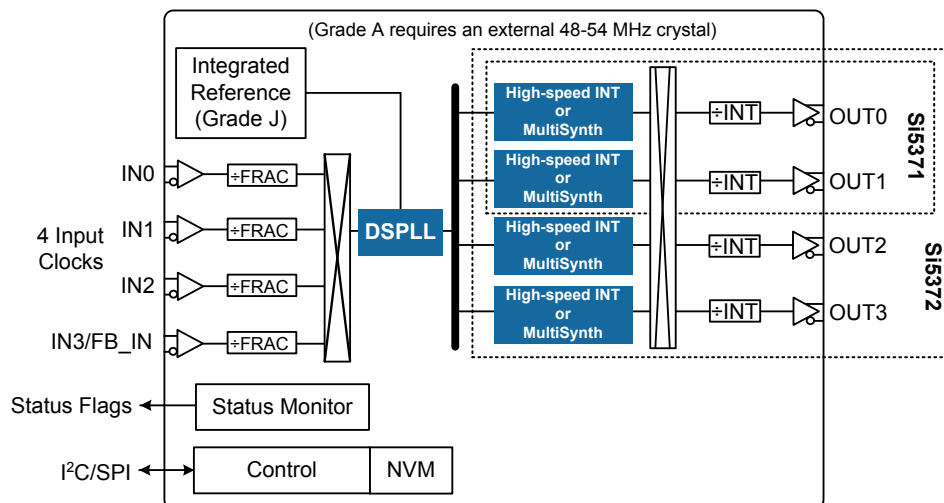 (Grade A requires an external 48-54 MHz crystal)
Integrated
Reference
(Grade J)
IN0
÷FRAC
IN1
÷FRAC
4 Input
Clocks
IN2
÷FRAC
IN3/FB_IN
÷FRAC
DSPLL
High-speed INT
or
MultiSynth
÷INT
OUT0
High-speed INT
or
MultiSynth
÷INT
OUT1
Si5371
High-speed INT
or
MultiSynth
÷INT
OUT2
High-speed INT
or
MultiSynth
÷INT
OUT3
Si5372
Status Flags
Status Monitor
I²C/SPI
Control
NVM